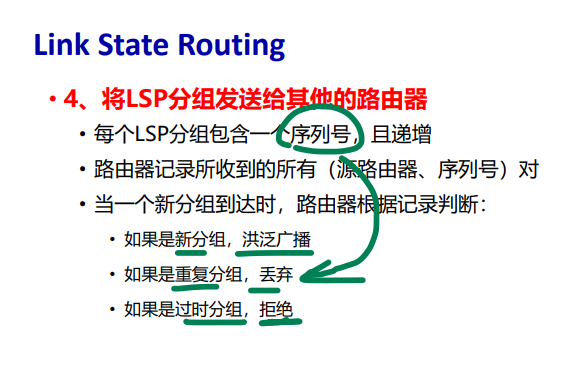 Link State Routing
• 4、将LSP分组发送给其他的路由器
• 每个LSP分组包含一个序列号，且递增
• 路由器记录所收到的所有（源路由器、序列号）对
• 当一个新分组到达时，路由器根据记录判断：
• 如果是新分组，洪泛广播
• 如果是重复分组，丢弃
• 如果是过时分组，拒绝